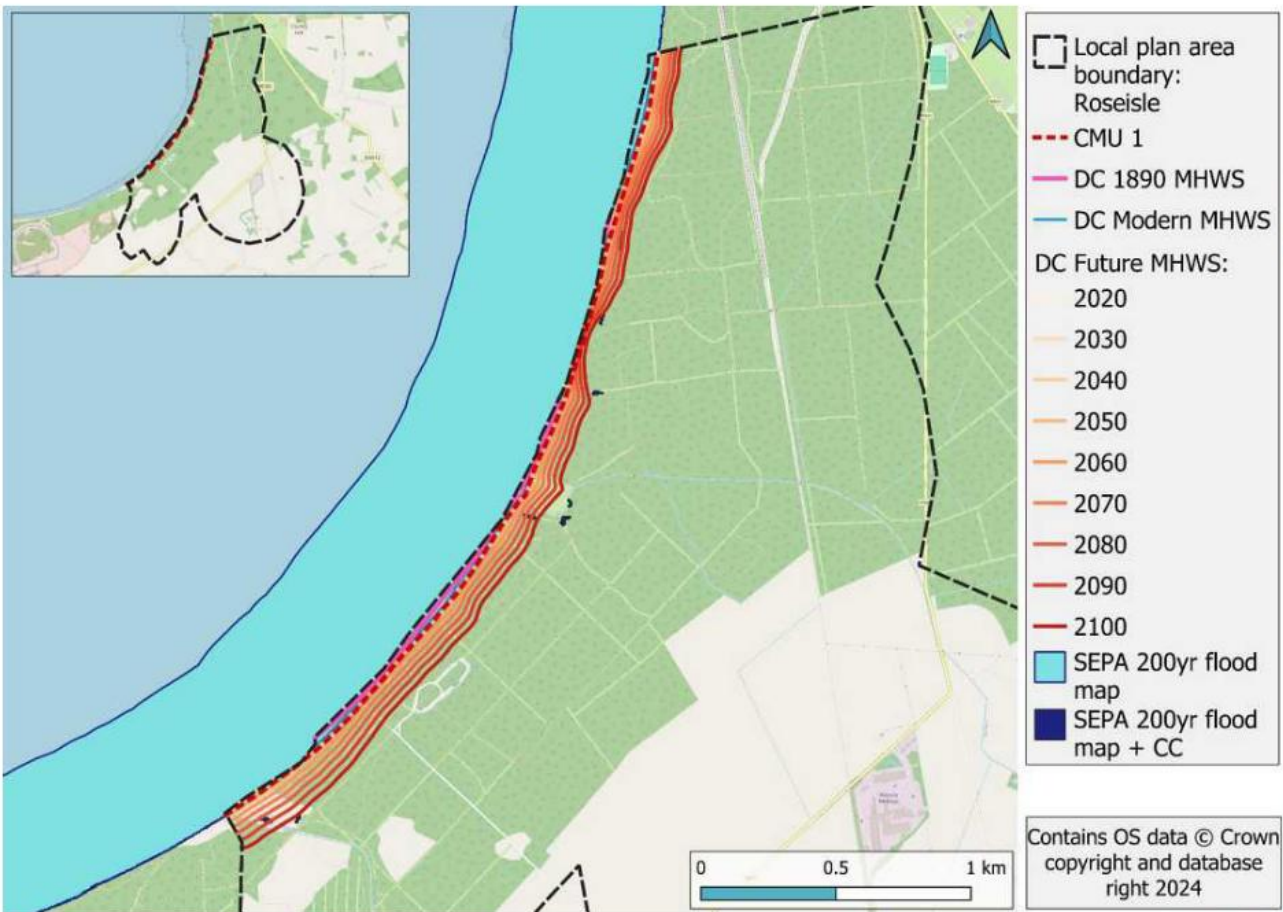 Local plan area
boundary:
Roseisle
CMU 1
DC 1890 MHWS
DC Modern MHWS
DC Future MHWS:
2020
2030
2040
2050
2060
2070
2080
2090
2100
SEPA 200yr flood
map
SEPA 200yr flood
map + CC
0
0.5
1 km
Contains OS data © Crown
copyright and database
right 2024